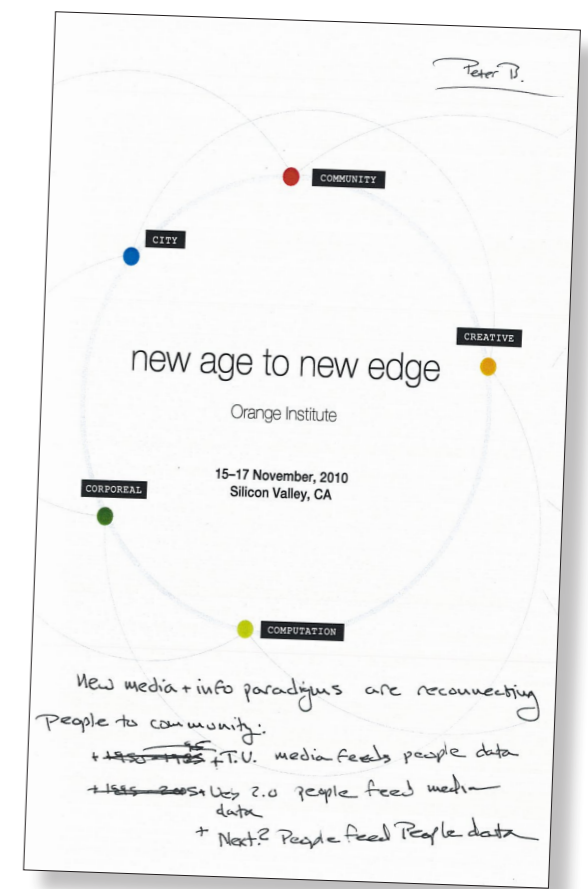 Peter B.
COMMUNITY
CITY
CREATIVE
new age to new edge
Orange Institute
15–17 November, 2010
Silicon Valley, CA
CORPOREAL
COMPUTATION
New media + info paradigms are reconnecting
People to community:
+ T.V. media feeds people data
+ Web 2.0 people feed media
data
+ Next? People feed People data